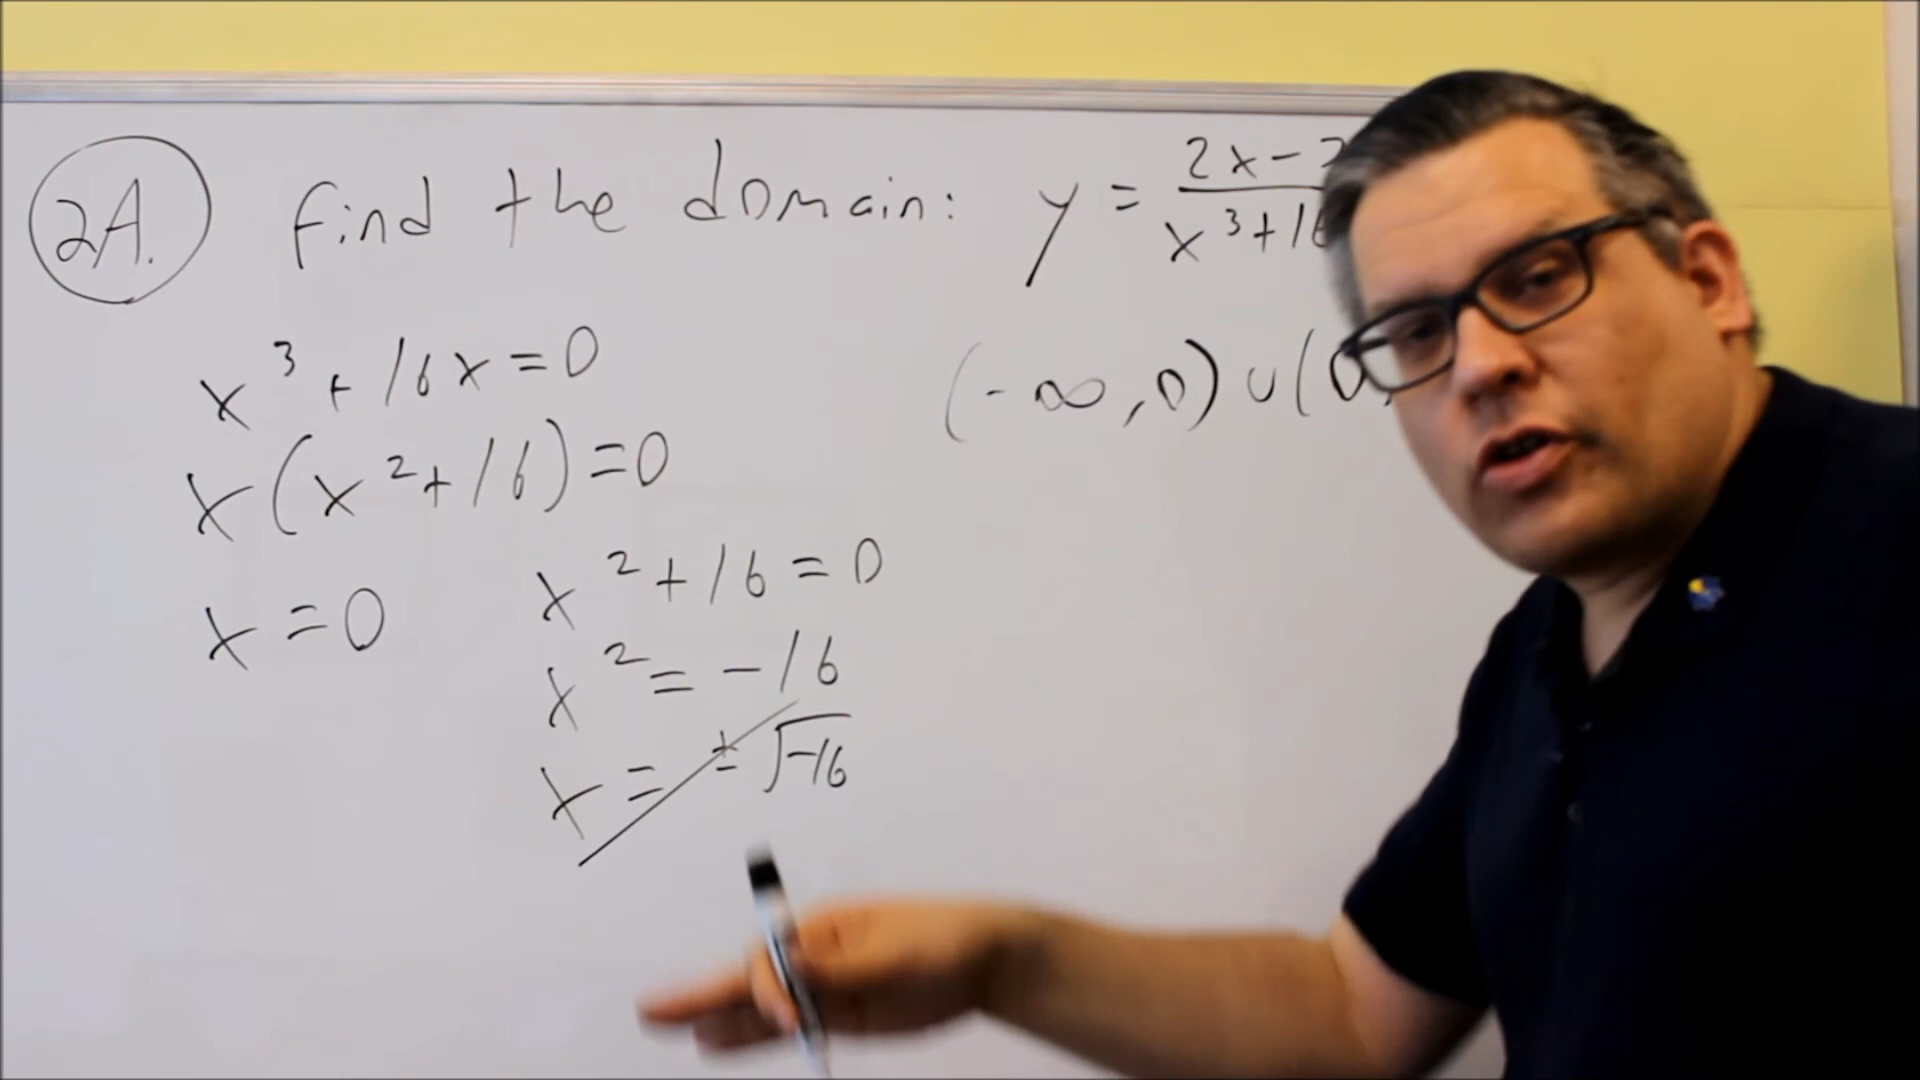 2A. Find the domain: y = 2x-
x³+16
x³ + 16x = 0
(-∞, 0) ∪ (0,
x(x²+16) = 0
x² + 16 = 0
x = 0
x² = -16
x = ± √-16